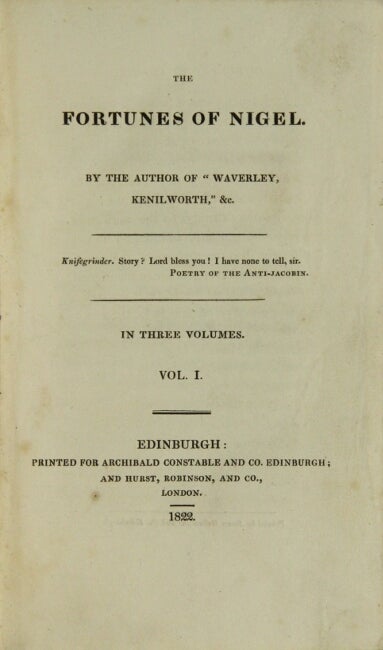 THE
FORTUNES OF NIGEL.
BY THE AUTHOR OF “ WAVERLEY,
KENILWORTH,” &c.
Knifegrinder. Story ? Lord bless you ! I have none to tell, sir.
POETRY OF THE ANTI-JACOBIN.
IN THREE VOLUMES.
VOL. I.
EDINBURGH :
PRINTED FOR ARCHIBALD CONSTABLE AND CO. EDINBURGH ;
AND HURST, ROBINSON, AND CO.,
LONDON.
1822.